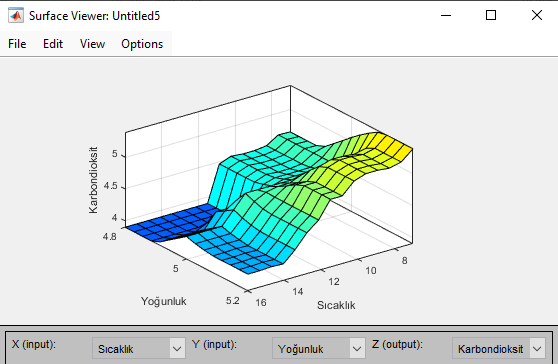 Surface Viewer: Untitled5
File Edit View Options
Karbondioksit
5
4.5
4
4.8
5
5.2
Yoğunluk
16
14
12
10
8
Sıcaklık
X (input): Sıcaklık Y (input): Yoğunluk Z (output): Karbondioksit